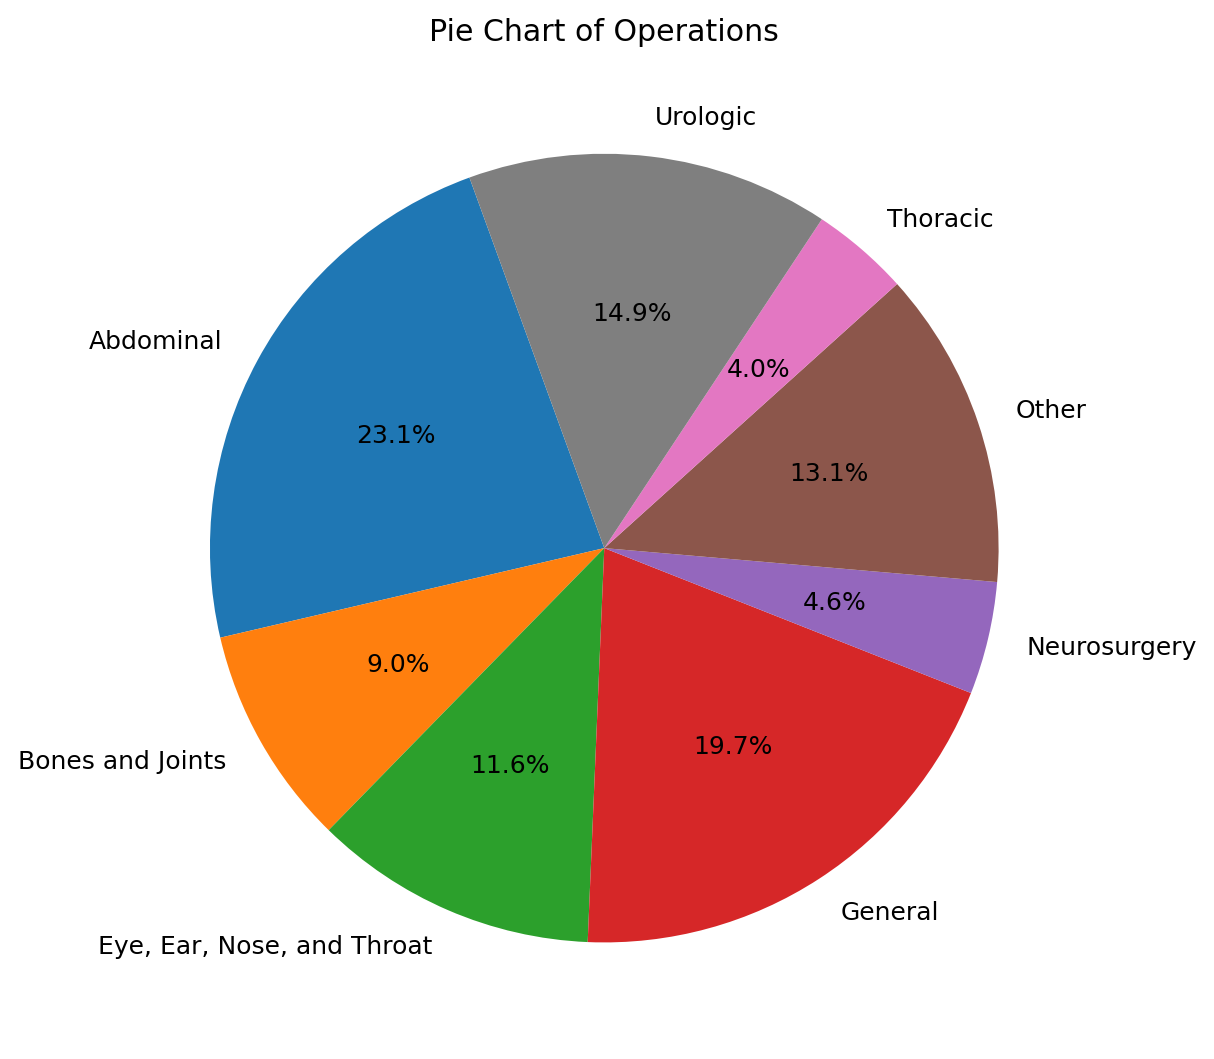 Pie Chart of Operations
Urologic
Thoracic
14.9%
Abdominal
4.0%
Other
23.1%
13.1%
4.6%
Neurosurgery
9.0%
19.7%
Bones and Joints
11.6%
General
Eye, Ear, Nose, and Throat